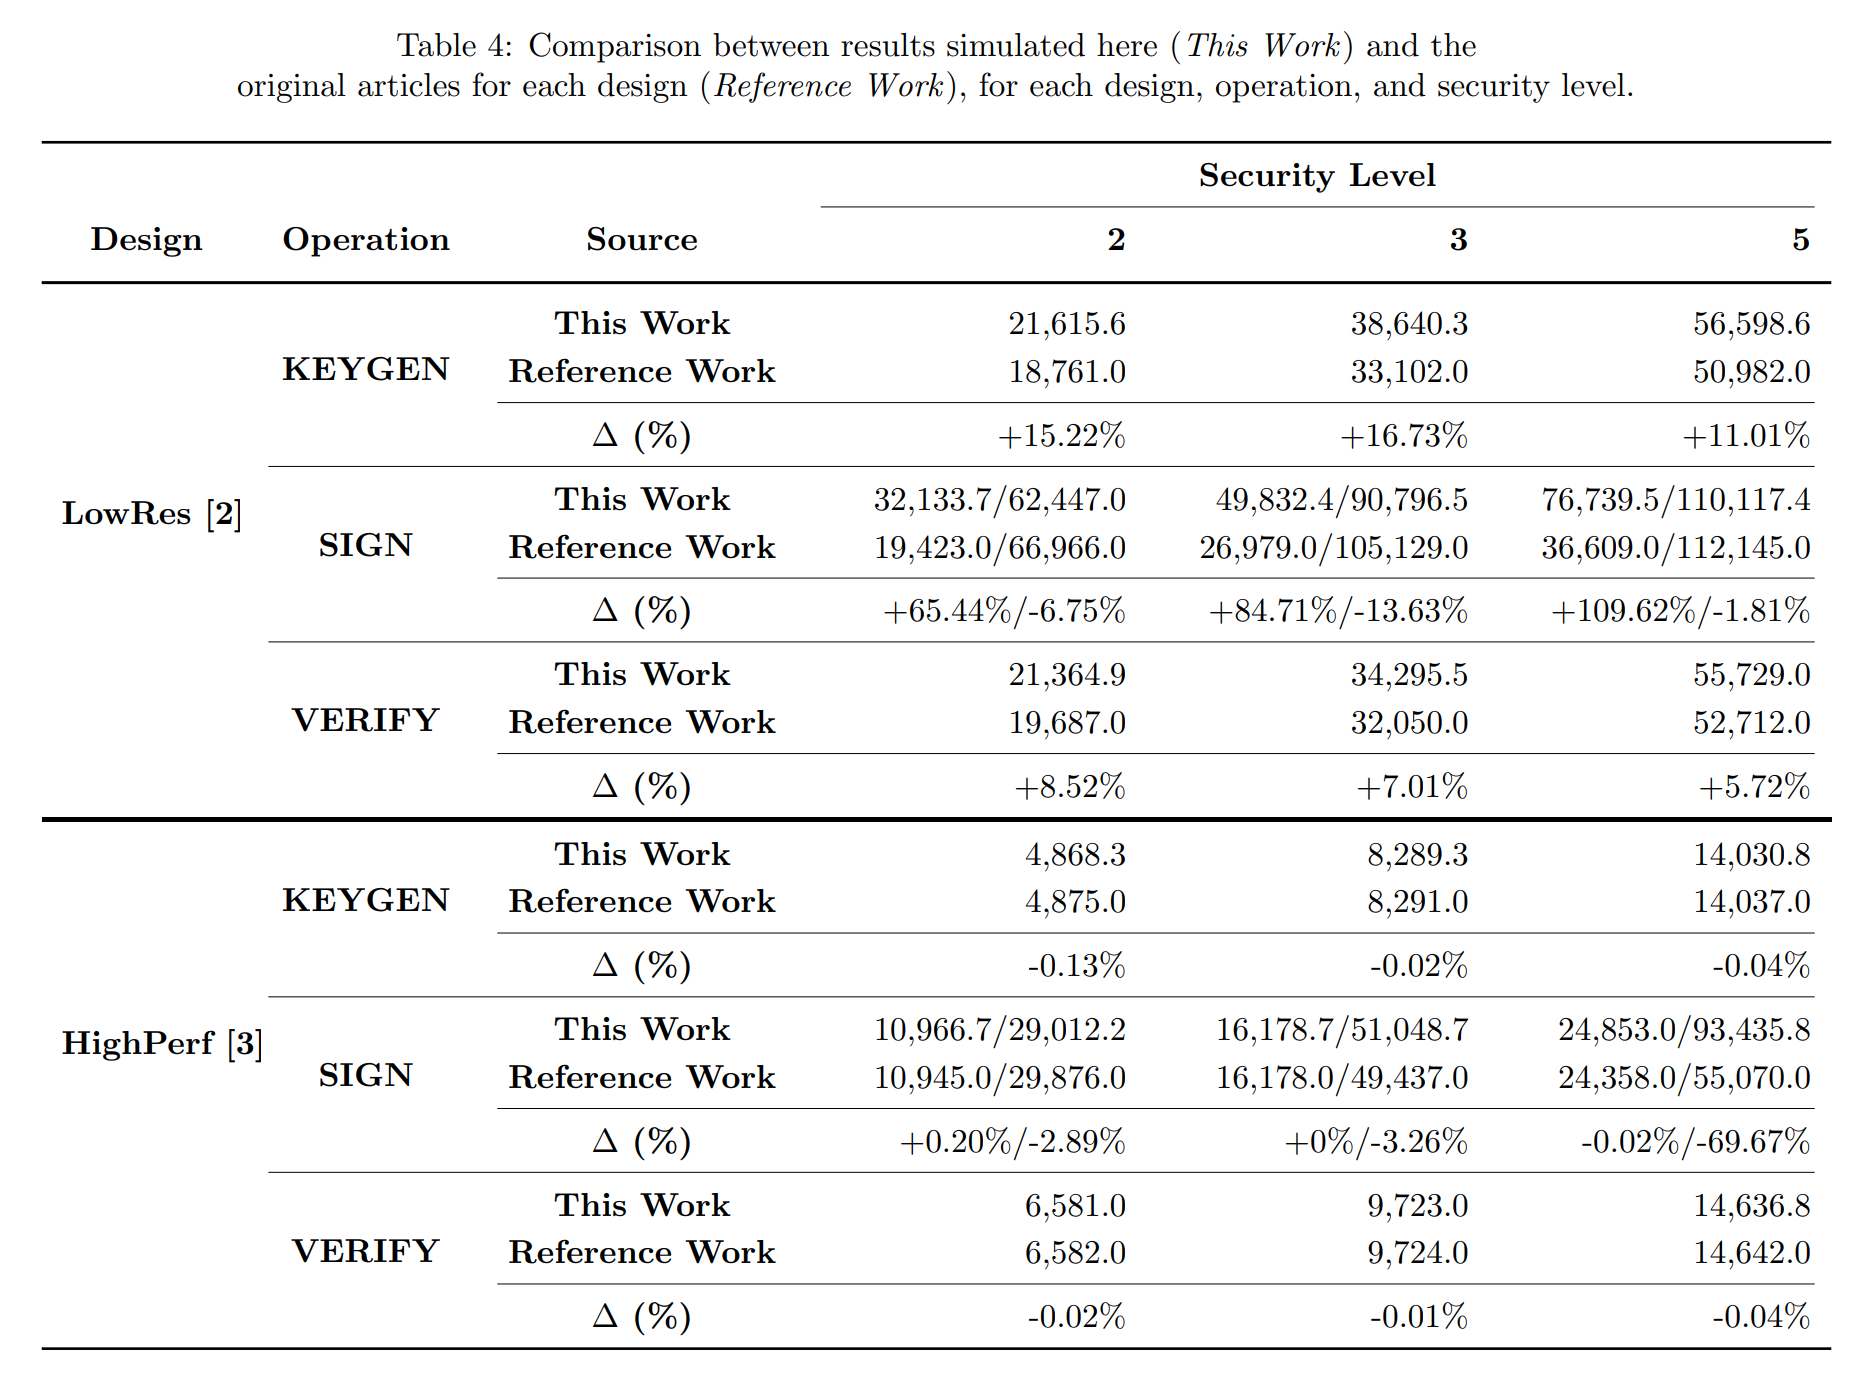 Table 4: Comparison between results simulated here (This Work) and the
original articles for each design (Reference Work), for each design, operation, and security level.
Security Level
Design Operation Source 2 3 5
This Work 21,615.6 38,640.3 56,598.6
KEYGEN Reference Work 18,761.0 33,102.0 50,982.0
Δ (%) +15.22% +16.73% +11.01%
This Work 32,133.7/62,447.0 49,832.4/90,796.5 76,739.5/110,117.4
LowRes [2] SIGN Reference Work 19,423.0/66,966.0 26,979.0/105,129.0 36,609.0/112,145.0
Δ (%) +65.44%/-6.75% +84.71%/-13.63% +109.62%/-1.81%
This Work 21,364.9 34,295.5 55,729.0
VERIFY Reference Work 19,687.0 32,050.0 52,712.0
Δ (%) +8.52% +7.01% +5.72%
This Work 4,868.3 8,289.3 14,030.8
KEYGEN Reference Work 4,875.0 8,291.0 14,037.0
Δ (%) -0.13% -0.02% -0.04%
This Work 10,966.7/29,012.2 16,178.7/51,048.7 24,853.0/93,435.8
HighPerf [3] SIGN Reference Work 10,945.0/29,876.0 16,178.0/49,437.0 24,358.0/55,070.0
Δ (%) +0.20%/-2.89% +0%/-3.26% -0.02%/-69.67%
This Work 6,581.0 9,723.0 14,636.8
VERIFY Reference Work 6,582.0 9,724.0 14,642.0
Δ (%) -0.02% -0.01% -0.04%